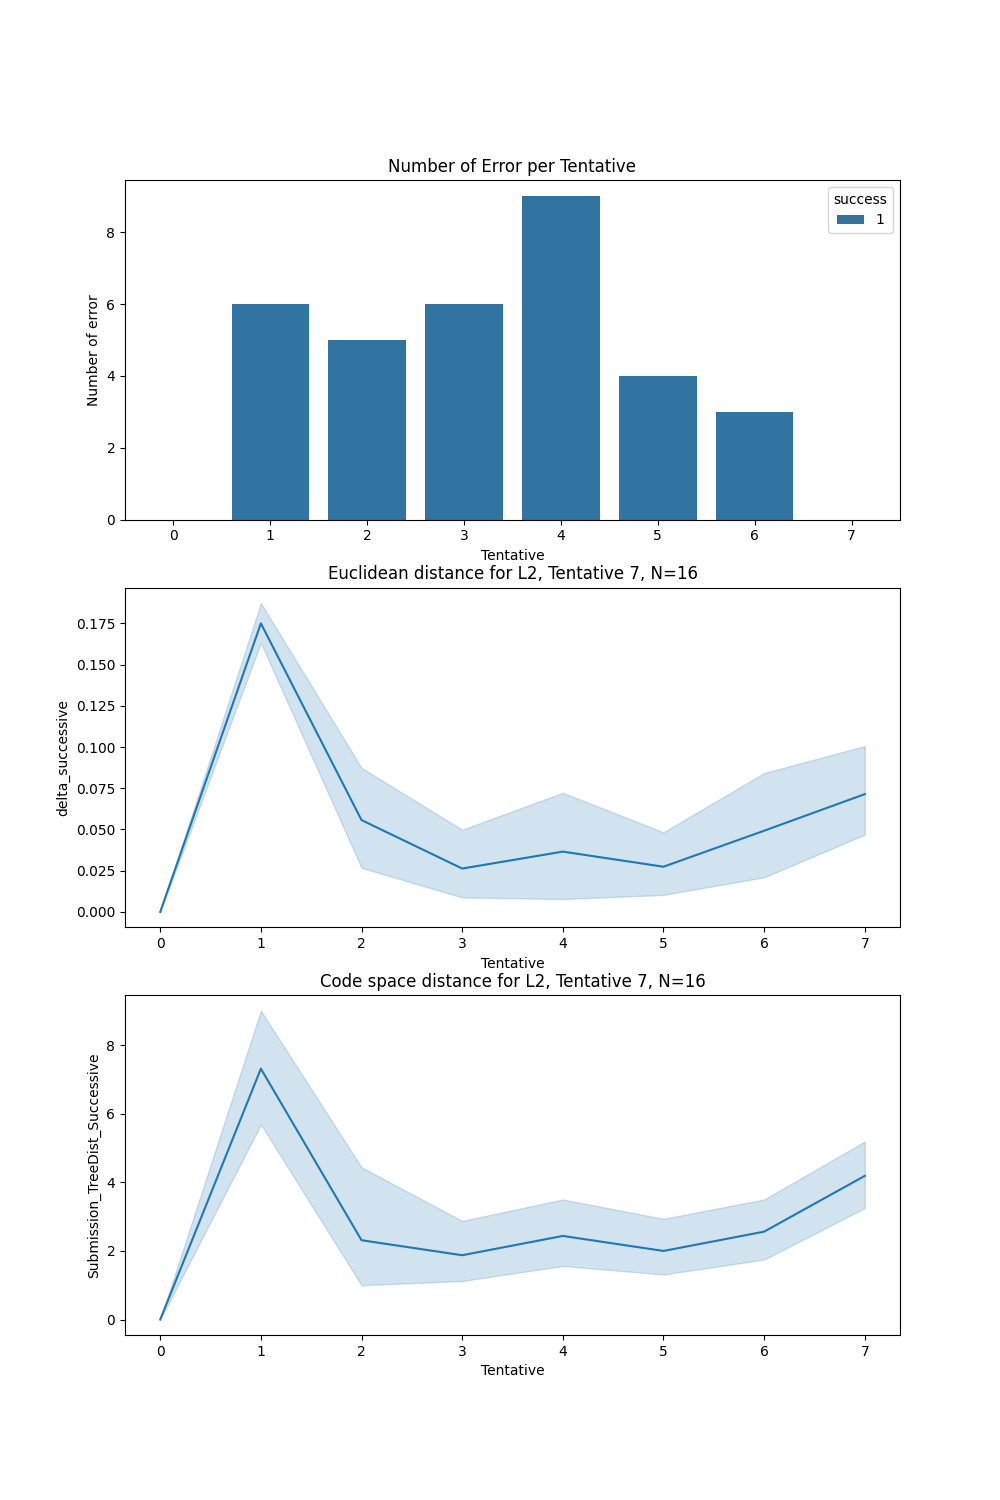 Number of Error per Tentative
success
1
8
6
4
2
0
Number of error
0 1 2 3 4 5 6 7
Tentative
Euclidean distance for L2, Tentative 7, N=16
0.175
0.150
0.125
0.100
0.075
0.050
0.025
0.000
delta_successive
0 1 2 3 4 5 6 7
Tentative
Code space distance for L2, Tentative 7, N=16
8
6
4
2
0
Submission_TreeDist_Successive
0 1 2 3 4 5 6 7
Tentative